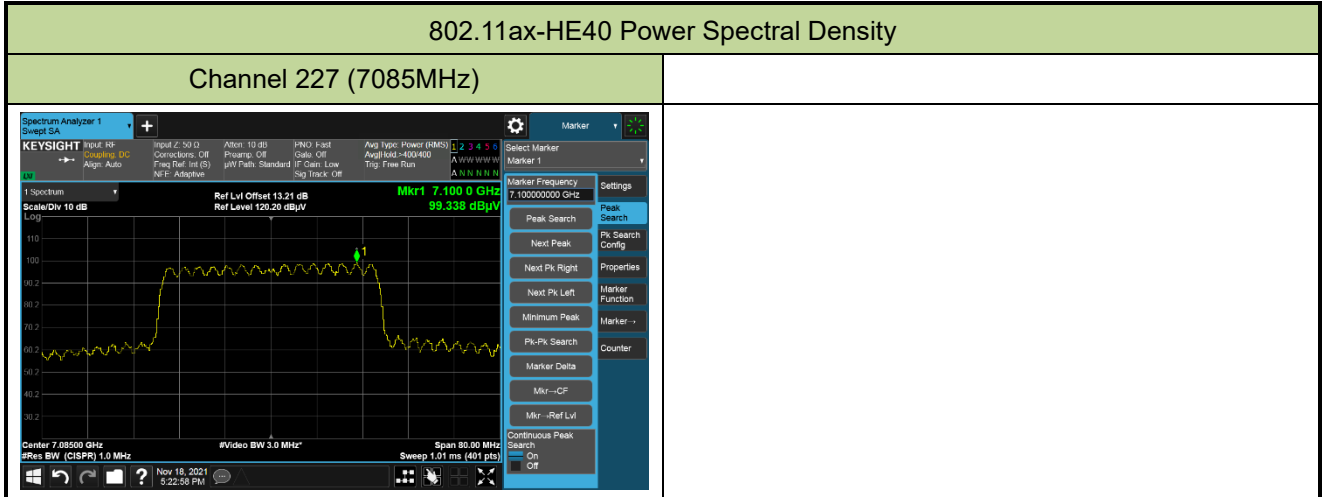 802.11ax-HE40 Power Spectral Density
Channel 227 (7085MHz)
Spectrum Analyzer 1
Swept SA
Marker
KEYSIGHT
Input: RF
Coupling: DC
Align: Auto
Input Z: 50 Ω
Corrections: Off
Freq Ref: Int (S)
NFE: Adaptive
Atten: 10 dB
Preamp: Off
µW Path: Standard
PNO: Fast
Gate: Off
IF Gain: Low
Sig Track: Off
Avg Type: Power (RMS)
Avg|Hold:>400/400
Trig: Free Run
1 2 3 4 5 6
A W W W W W
A N N N N N
LV
1 Spectrum
Scale/Div 10 dB
Log
Ref Lvl Offset 13.21 dB
Ref Level 120.20 dBµV
Mkr1 7.100 0 GHz
99.338 dBµV
110
100
90.2
80.2
70.2
60.2
50.2
40.2
30.2
1
Center 7.08500 GHz
#Res BW (CISPR) 1.0 MHz
#Video BW 3.0 MHz*
Span 80.00 MHz
Sweep 1.01 ms (401 pts)
Select Marker
Marker 1
Marker Frequency
7.100000000 GHz
Peak Search
Next Peak
Next Pk Right
Next Pk Left
Minimum Peak
Pk-Pk Search
Marker Delta
Mkr→CF
Mkr→Ref Lvl
Continuous Peak
Search
On
Off
Settings
Peak
Search
Pk Search
Config
Properties
Marker
Function
Marker→
Counter
?
Nov 18, 2021
5:22:58 PM